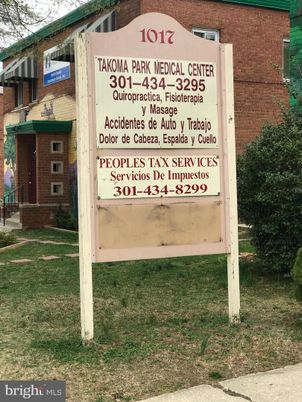 1017
TAKOMA PARK MEDICAL CENTER
301-434-3295
Quiropractica, Fisioterapia
y Masage
Accidentes de Auto y Trabajo
Dolor de Cabeza, Espalda y Cuello
PEOPLES TAX SERVICES
Servicios De Impuestos
301-434-8299
bright
MLS